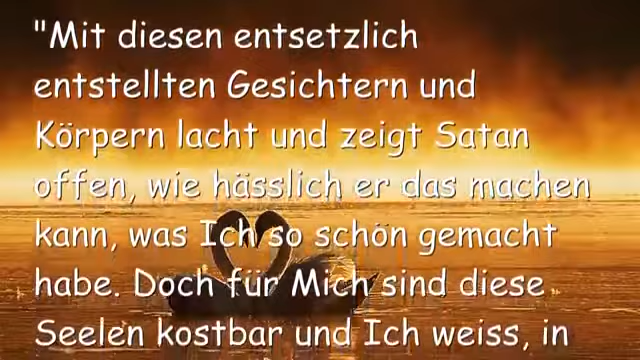 "Mit diesen entsetzlich
entstellten Gesichtern und
Körpern lacht und zeigt Satan
offen, wie hässlich er das machen
kann, was Ich so schön gemacht
habe. Doch für Mich sind diese
Seelen kostbar und Ich weiss, in